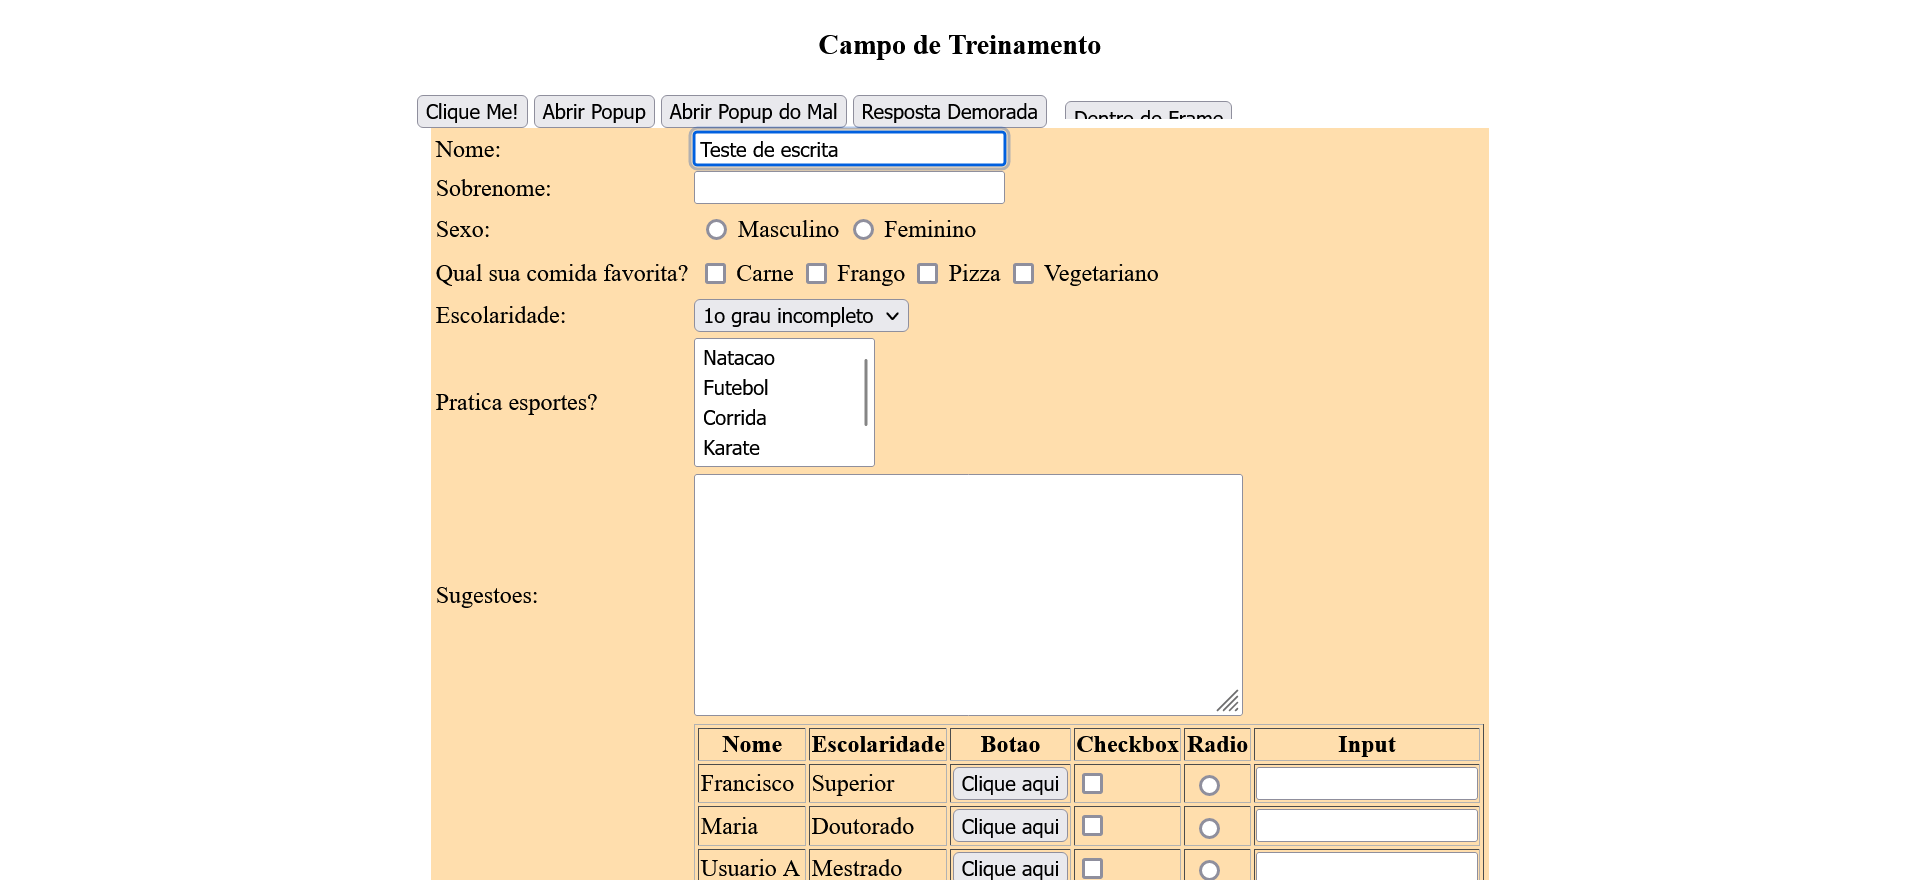 Campo de Treinamento
Clique Me! Abrir Popup Abrir Popup do Mal Resposta Demorada Dentro do Frame
Nome: Teste de escrita
Sobrenome:
Sexo: Masculino Feminino
Qual sua comida favorita? Carne Frango Pizza Vegetariano
Escolaridade: 1o grau incompleto
Natacao
Futebol
Pratica esportes?
Corrida
Karate
Sugestoes:
Nome Escolaridade Botao Checkbox Radio Input
Francisco Superior Clique aqui
Maria Doutorado Clique aqui
Usuario A Mestrado Clique aqui